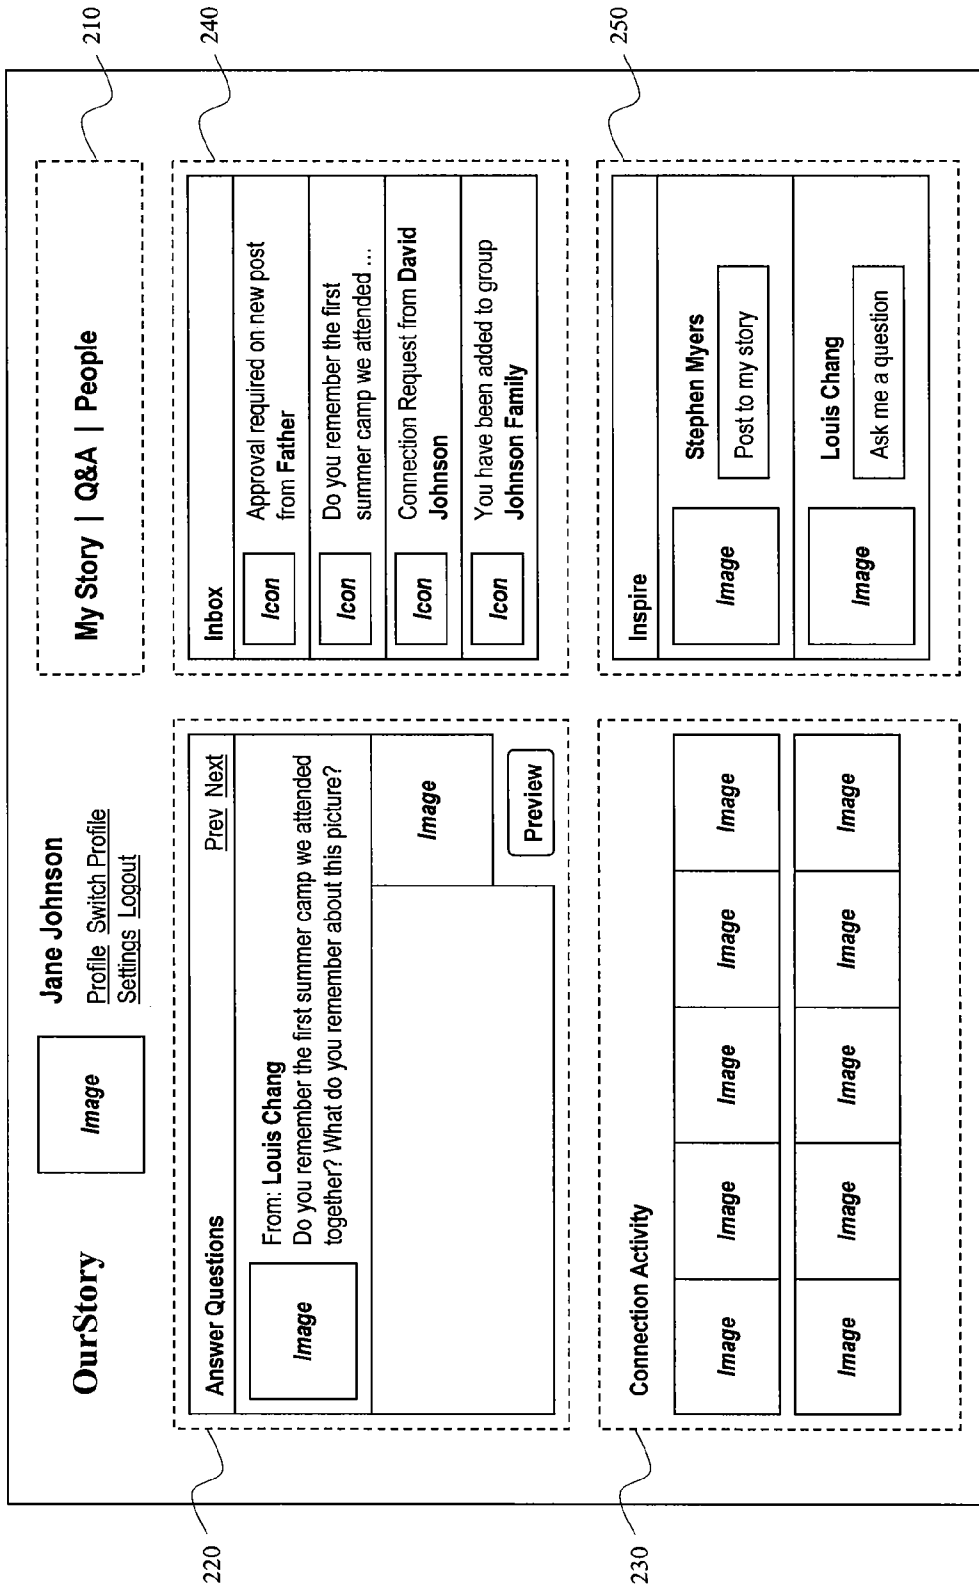 OurStory
Image
Jane Johnson
Profile Switch Profile
Settings Logout
My Story | Q&A | People
210
Answer Questions
Prev Next
Image
From: Louis Chang
Do you remember the first summer camp we attended
together? What do you remember about this picture?
Image
Preview
220
Inbox
Icon
Approval required on new post
from Father
Icon
Do you remember the first
summer camp we attended ...
Icon
Connection Request from David
Johnson
Icon
You have been added to group
Johnson Family
240
Connection Activity
Image Image Image Image Image
Image Image Image Image Image
230
Inspire
Image
Stephen Myers
Post to my story
Image
Louis Chang
Ask me a question
250